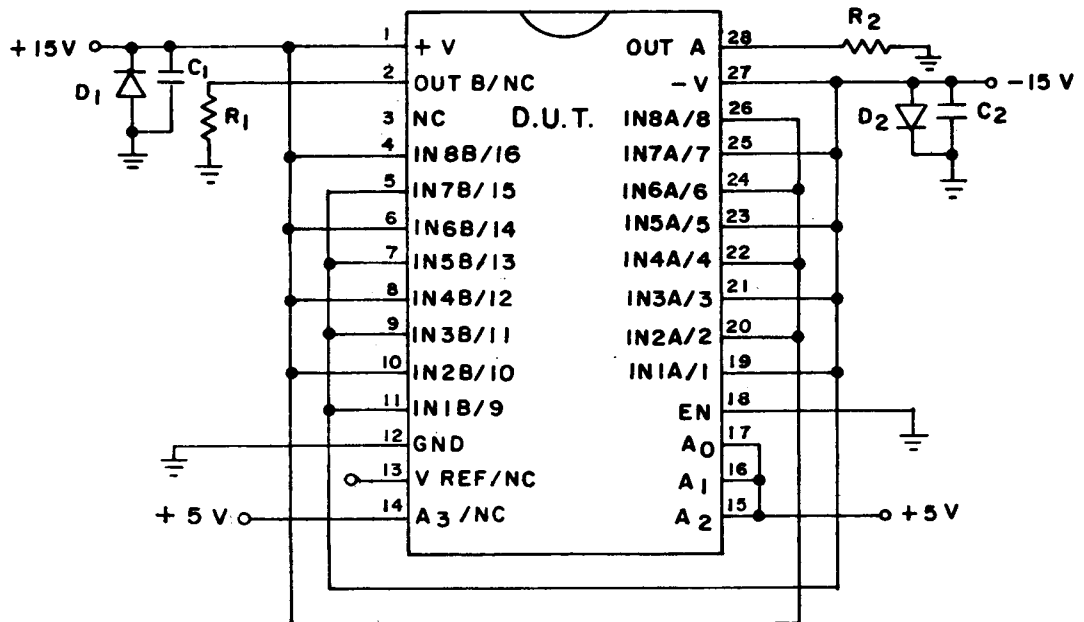 +15V
D1
C1
R1
1 +V
2 OUT B/NC
3 NC
4 IN8B/16
5 IN7B/15
6 IN6B/14
7 IN5B/13
8 IN4B/12
9 IN3B/11
10 IN2B/10
11 IN1B/9
12 GND
13 V REF/NC
14 A3/NC
+5V
D.U.T.
OUT A 28
-V 27
IN8A/8 26
IN7A/7 25
IN6A/6 24
IN5A/5 23
IN4A/4 22
IN3A/3 21
IN2A/2 20
IN1A/1 19
EN 18
A0 17
A1 16
A2 15
R2
-15 V
D2
C2
+5V